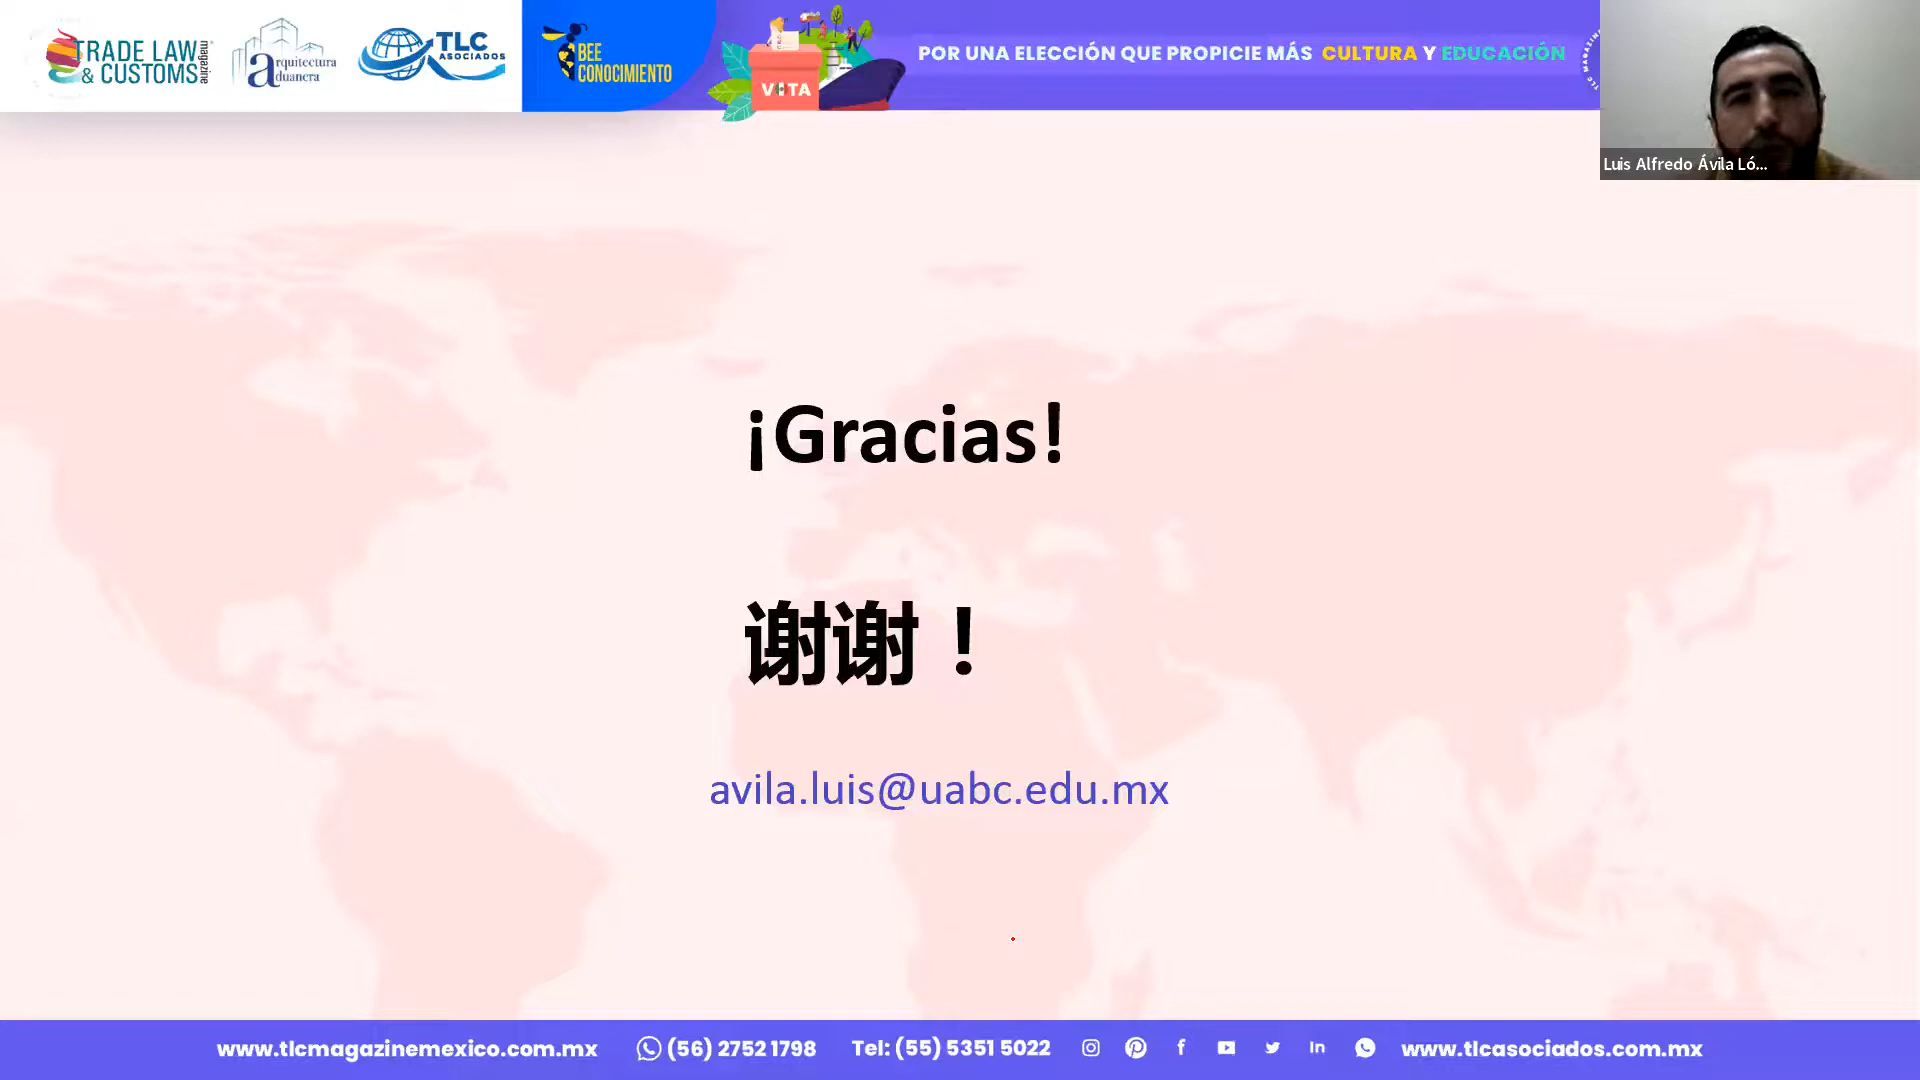 TRADE LAW
& CUSTOMS
magazine
arquitectura
aduanera
TLC
ASOCIADOS
BEE
CONOCIMIENTO
VOTA
POR UNA ELECCIÓN QUE PROPICIE MÁS CULTURA Y EDUCACIÓN
Luis Alfredo Ávila Ló...
¡Gracias!
谢谢！
avila.luis@uabc.edu.mx
www.tlcmagazinemexico.com.mx (56) 2752 1798 Tel: (55) 5351 5022 www.tlcasociados.com.mx